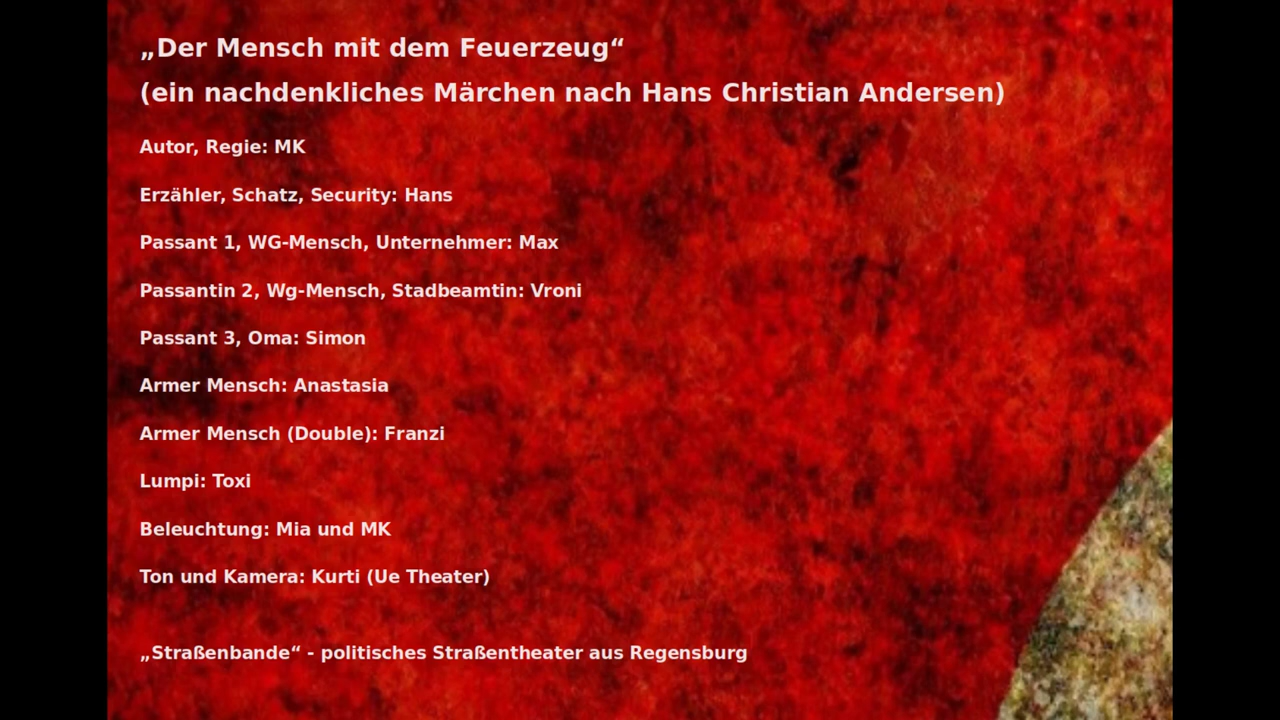 „Der Mensch mit dem Feuerzeug“
(ein nachdenkliches Märchen nach Hans Christian Andersen)
Autor, Regie: MK
Erzähler, Schatz, Security: Hans
Passant 1, WG-Mensch, Unternehmer: Max
Passantin 2, Wg-Mensch, Stadbeamtin: Vroni
Passant 3, Oma: Simon
Armer Mensch: Anastasia
Armer Mensch (Double): Franzi
Lumpi: Toxi
Beleuchtung: Mia und MK
Ton und Kamera: Kurti (Ue Theater)
„Straßenbande“ - politisches Straßentheater aus Regensburg